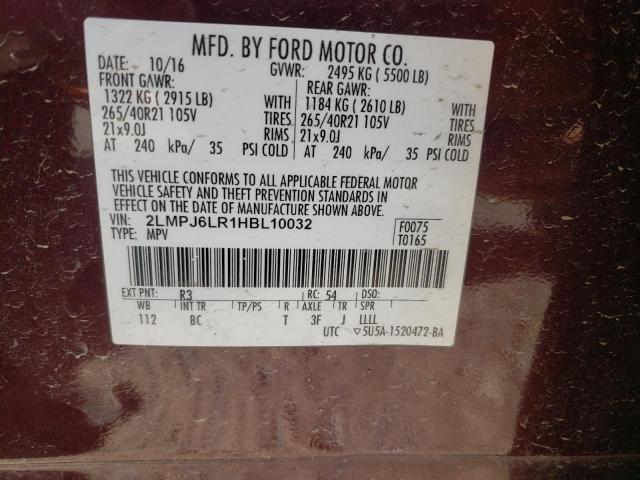 MFD. BY FORD MOTOR CO.
DATE: 10/16 GVWR: 2495 KG ( 5500 LB)
FRONT GAWR: REAR GAWR:
1322 KG ( 2915 LB) WITH 1184 KG ( 2610 LB) WITH
265/40R21 105V TIRES 265/40R21 105V TIRES
21x9.0J RIMS 21x9.0J RIMS
AT 240 kPa/ 35 PSI COLD AT 240 kPa/ 35 PSI COLD
THIS VEHICLE CONFORMS TO ALL APPLICABLE FEDERAL MOTOR
VEHICLE SAFETY AND THEFT PREVENTION STANDARDS IN
EFFECT ON THE DATE OF MANUFACTURE SHOWN ABOVE.
VIN: 2LMPJ6LR1HBL10032 F0075
TYPE: MPV T0165
EXT PNT: R3 RC: 54 DSO:
WB INT TR TP/PS R AXLE TR SPR
112 BC T 3F J LLLL
UTC ▽5U5A-1520472-BA